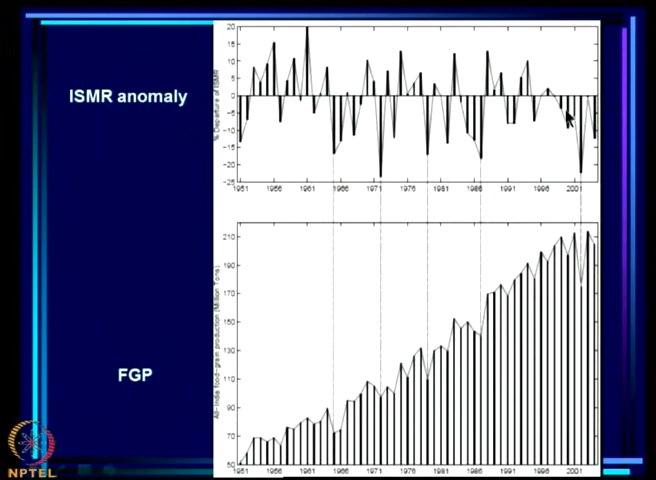 ISMR anomaly
% Departure of ISMR
20
15
10
5
0
-5
-10
-15
-20
-25
1951 1956 1961 1966 1971 1976 1981 1986 1991 1996 2001
FGP
All-India food-grain production (Million Tons)
210
190
170
150
130
110
90
70
50
1951 1956 1961 1966 1971 1976 1981 1986 1991 1996 2001
NPTEL